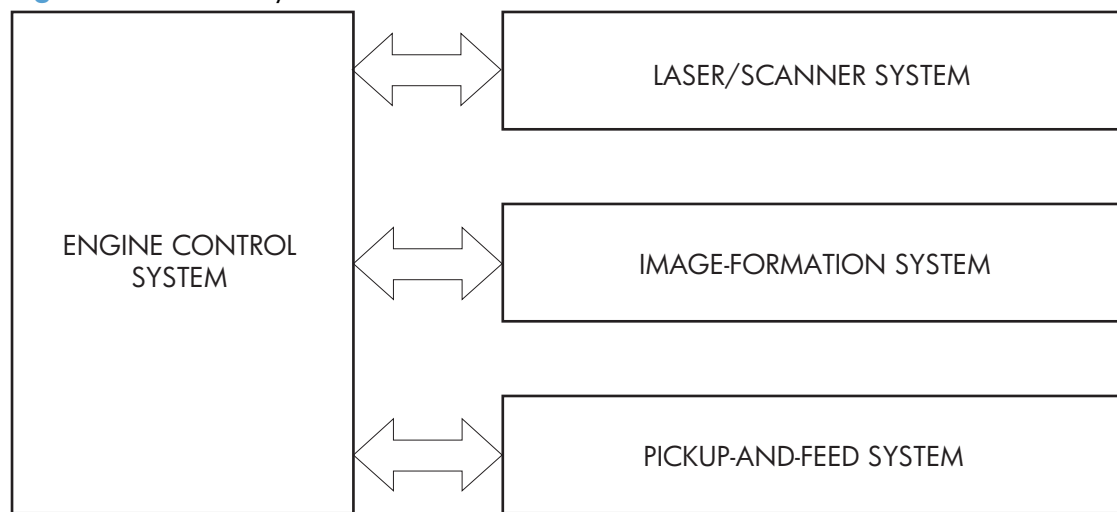 ENGINE CONTROL
SYSTEM
LASER/SCANNER SYSTEM
IMAGE-FORMATION SYSTEM
PICKUP-AND-FEED SYSTEM